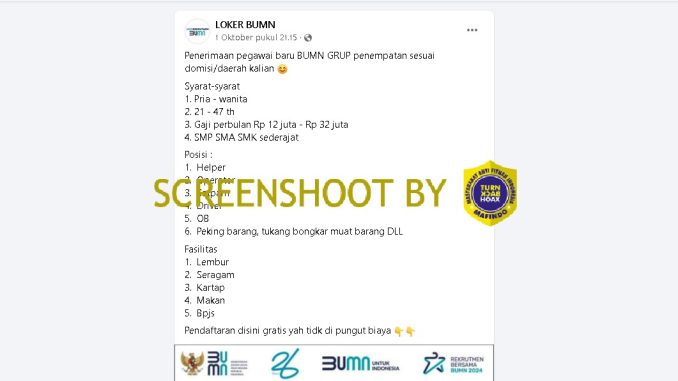 LOKER BUMN
1 Oktober pukul 21.15 ·
Penerimaan pegawai baru BUMN GRUP penempatan sesuai
domisi/daerah kalian 😊
Syarat-syarat
1. Pria - wanita
2. 21 - 47 th
3. Gaji perbulan Rp 12 juta - Rp 32 juta
4. SMP SMA SMK sederajat
Posisi :
1. Helper
2. Operator
3. Satpam
4. Driver
5. OB
6. Peking barang, tukang bongkar muat barang DLL
SCREENSHOOT BY
MASYARAKAT ANTI FITNAH INDONESIA
TURN
BACK
HOAX
MAFINDO
Fasilitas
1. Lembur
2. Seragam
3. Kartap
4. Makan
5. Bpjs
Pendaftaran disini gratis yah tidk di pungut biaya 👇👇
BUMN
26
BUMN UNTUK INDONESIA
REKRUTMEN
BERSAMA
BUMN 2024